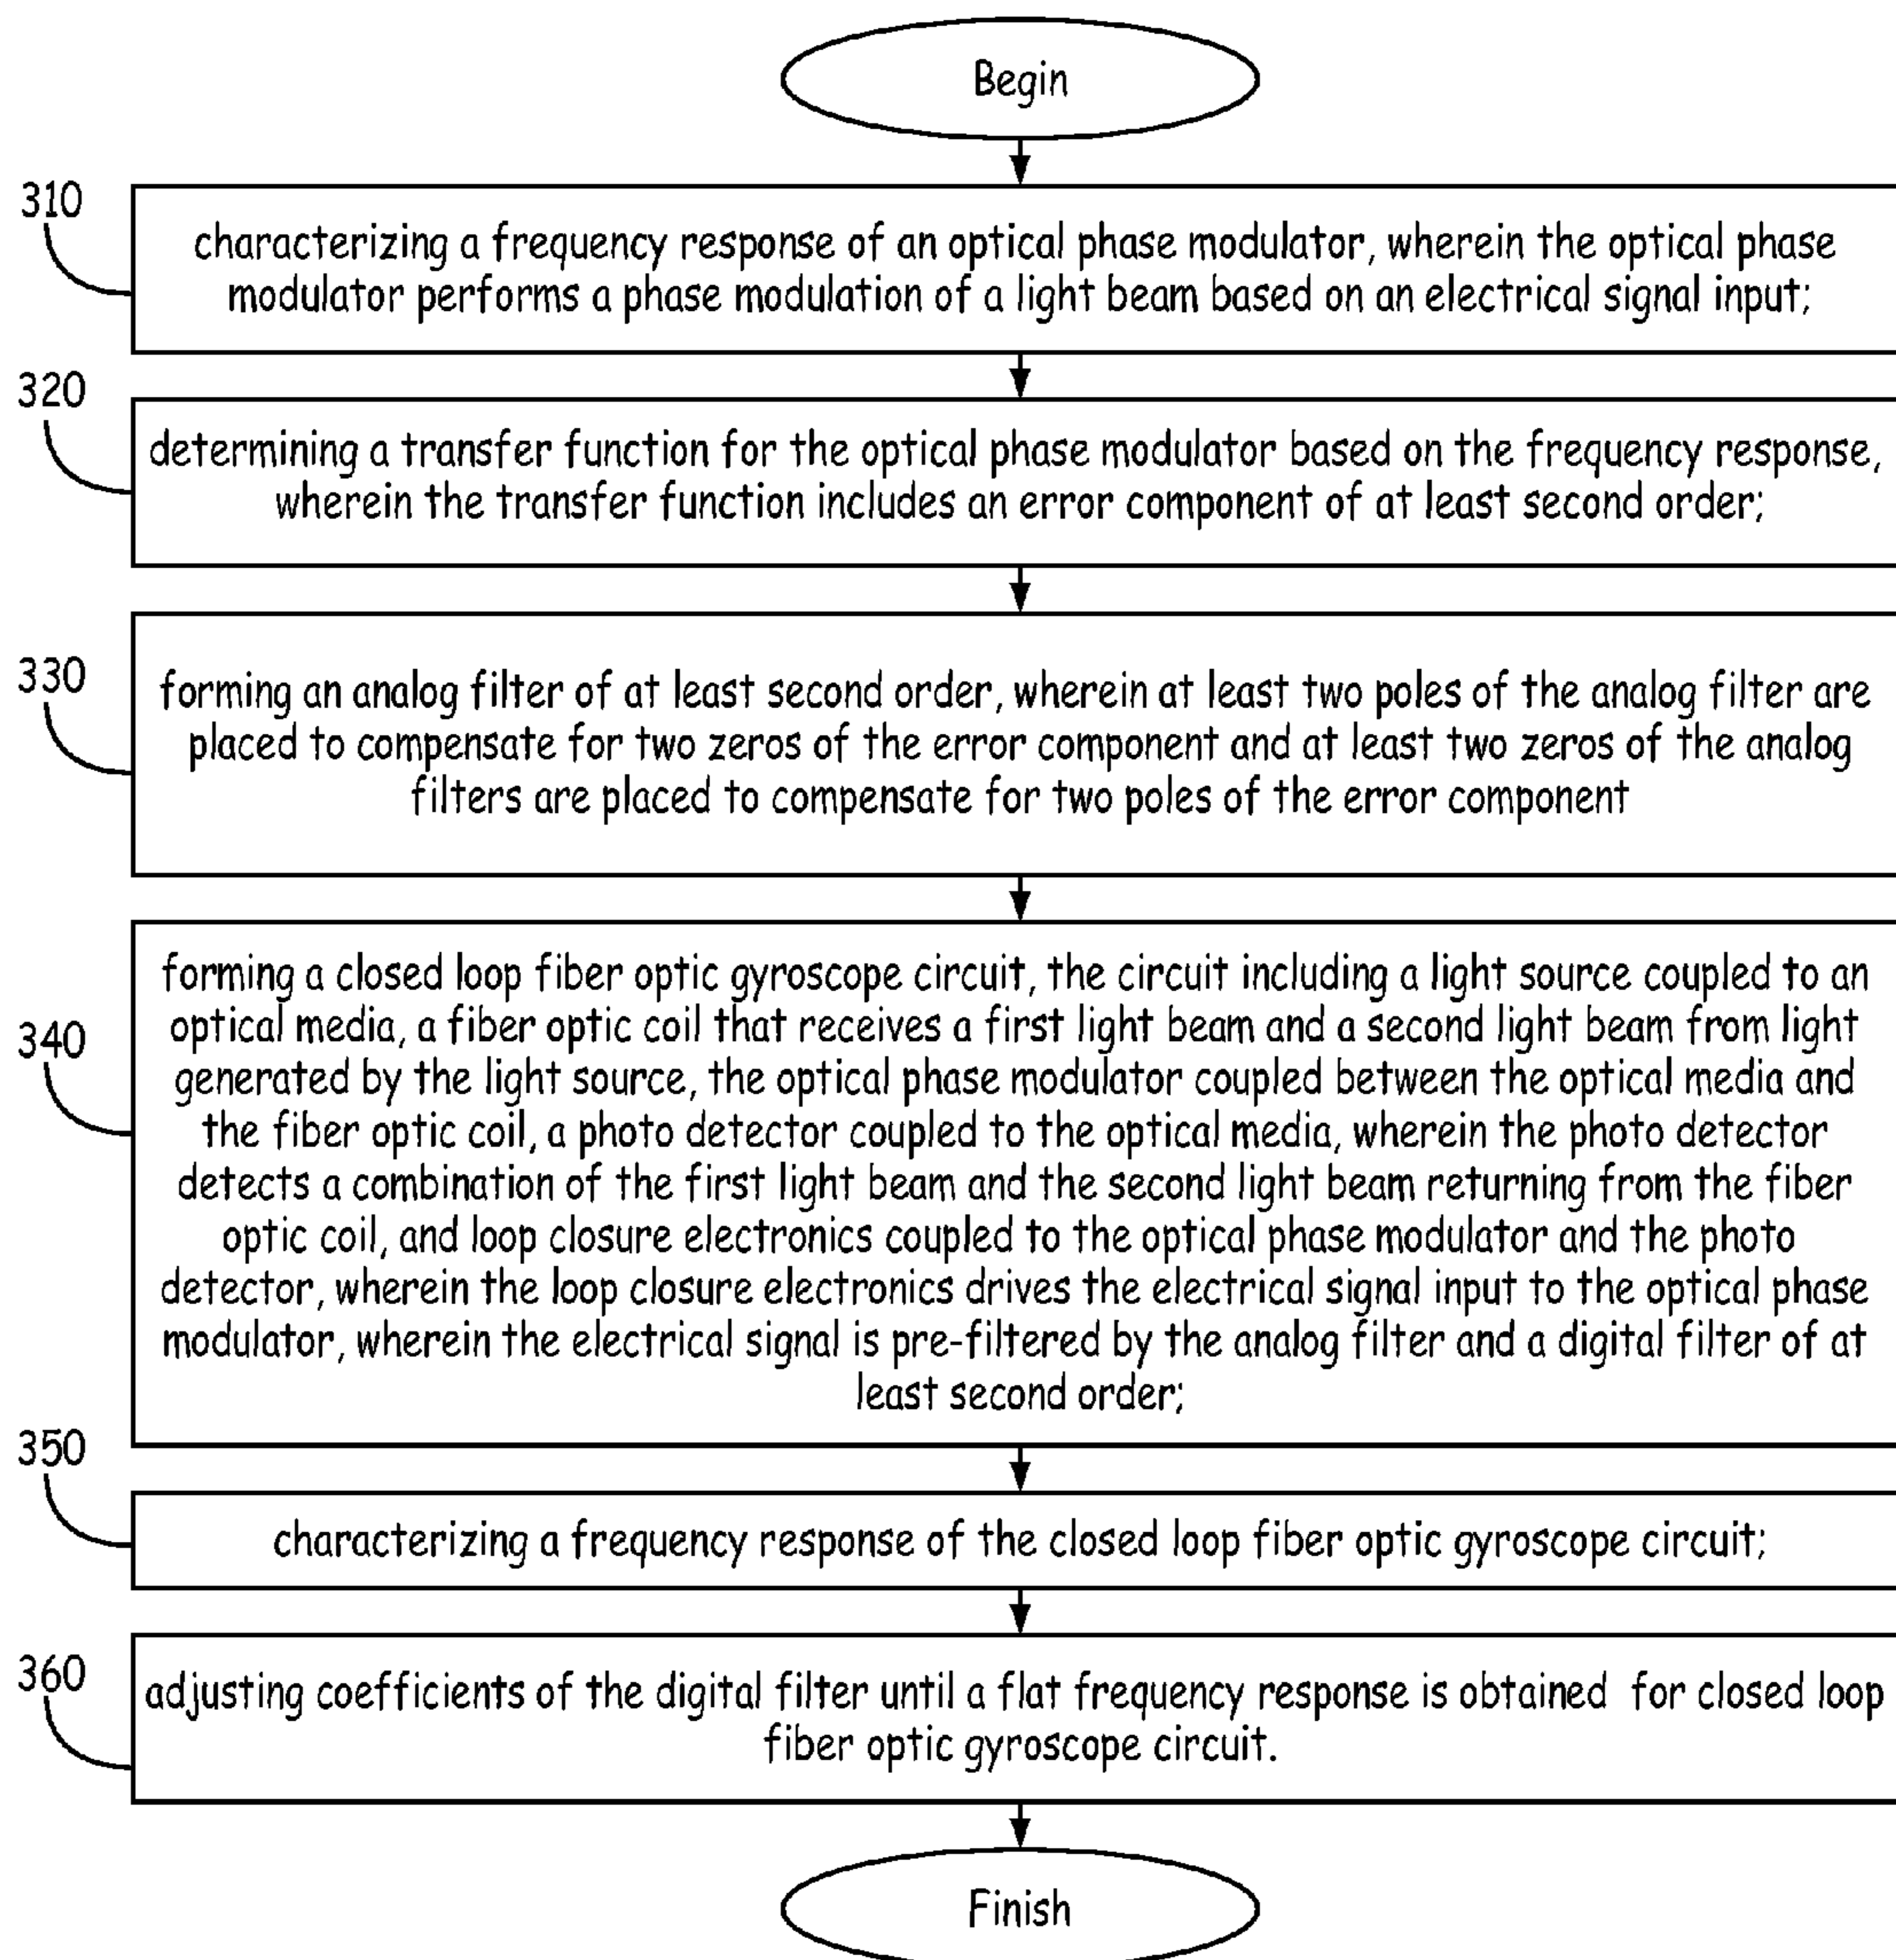 Begin
310
characterizing a frequency response of an optical phase modulator, wherein the optical phase
modulator performs a phase modulation of a light beam based on an electrical signal input;
320
determining a transfer function for the optical phase modulator based on the frequency response,
wherein the transfer function includes an error component of at least second order;
330
forming an analog filter of at least second order, wherein at least two poles of the analog filter are
placed to compensate for two zeros of the error component and at least two zeros of the analog
filters are placed to compensate for two poles of the error component
340
forming a closed loop fiber optic gyroscope circuit, the circuit including a light source coupled to an
optical media, a fiber optic coil that receives a first light beam and a second light beam from light
generated by the light source, the optical phase modulator coupled between the optical media and
the fiber optic coil, a photo detector coupled to the optical media, wherein the photo detector
detects a combination of the first light beam and the second light beam returning from the fiber
optic coil, and loop closure electronics coupled to the optical phase modulator and the photo
detector, wherein the loop closure electronics drives the electrical signal input to the optical phase
modulator, wherein the electrical signal is pre-filtered by the analog filter and a digital filter of at
least second order;
350
characterizing a frequency response of the closed loop fiber optic gyroscope circuit;
360
adjusting coefficients of the digital filter until a flat frequency response is obtained for closed loop
fiber optic gyroscope circuit.
Finish